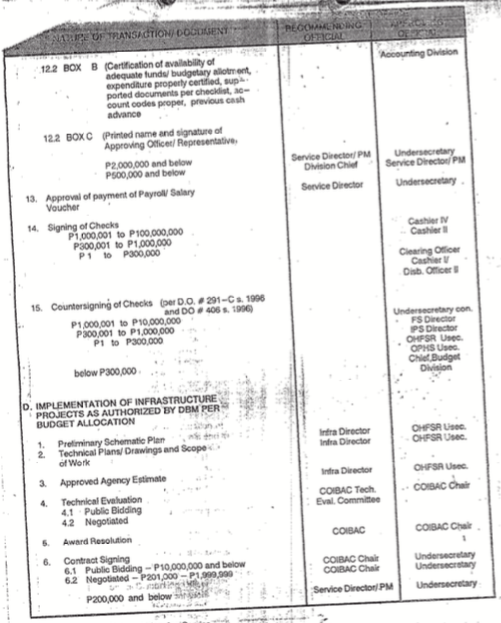 NATURE OF TRANSACTION/ DOCUMENT RECOMMENDING OFFICIAL
12.2 BOX B (Certification of availability of Accounting Division
adequate funds/ budgetary allotment,
expenditure properly certified, sup-
ported documents per checklist, ac-
count codes proper, previous cash
advance
12.2 BOX C (Printed name and signature of
Approving Officer/ Representative,
P2,000,000 and below Service Director/ PM Undersecretary
P500,000 and below Division Chief Service Director/ PM
13. Approval of payment of Payroll/ Salary Service Director Undersecretary
Voucher
14. Signing of Checks
P1,000,001 to P100,000,000 Cashier IV
P300,001 to P1,000,000 Cashier II
P 1 to P300,000 Clearing Officer
Cashier I/
Disb. Officer II
15. Countersigning of Checks (per D.O. # 291-C s. 1996
and DO # 406 s. 1996)
P1,000,001 to P10,000,000 Undersecretary con.
P300,001 to P1,000,000 FS Director
P1 to P300,000 IPS Director
OHFSR Usec.
OPHS Usec.
below P300,000 Chief, Budget
Division
D. IMPLEMENTATION OF INFRASTRUCTURE
PROJECTS AS AUTHORIZED BY DBM PER
BUDGET ALLOCATION
1. Preliminary Schematic Plan Infra Director OHFSR Usec.
2. Technical Plans/ Drawings and Scope Infra Director OHFSR Usec.
of Work
3. Approved Agency Estimate Infra Director OHFSR Usec.
4. Technical Evaluation COIBAC Tech. COIBAC Chair
4.1 Public Bidding Eval. Committee
4.2 Negotiated
5. Award Resolution COIBAC COIBAC Chair
6. Contract Signing
6.1 Public Bidding - P10,000,000 and below COIBAC Chair Undersecretary
6.2 Negotiated - P201,000 - P1,999,999 COIBAC Chair Undersecretary
P200,000 and below Service Director/ PM Undersecretary